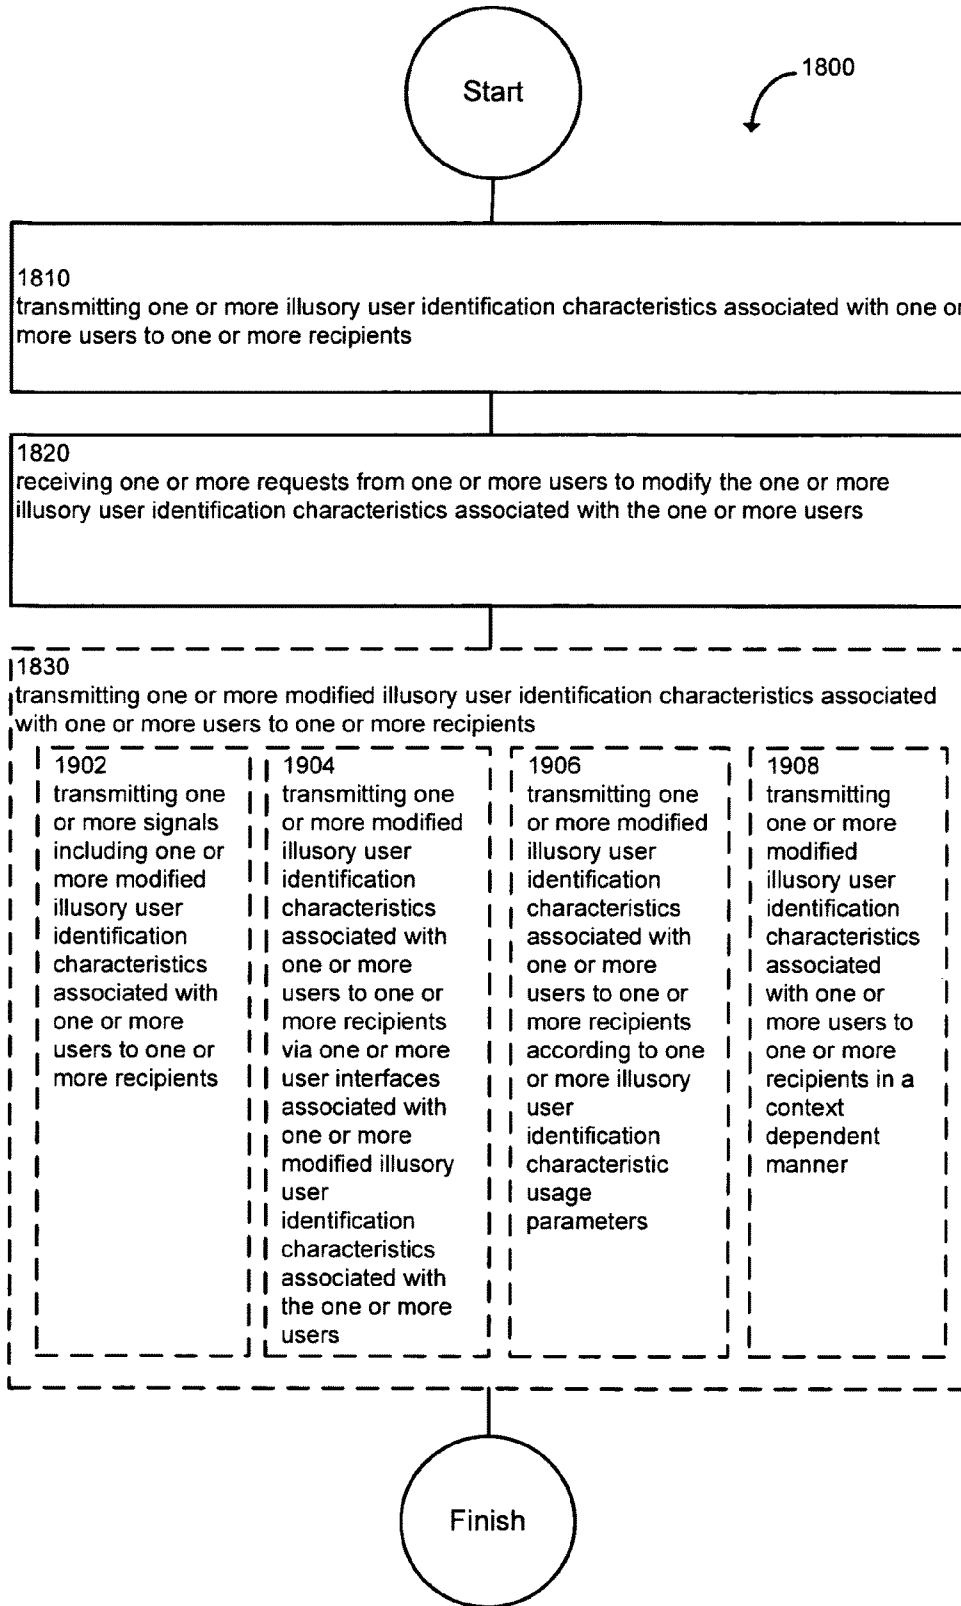 Start
1800
1810
transmitting one or more illusory user identification characteristics associated with one or
more users to one or more recipients
1820
receiving one or more requests from one or more users to modify the one or more
illusory user identification characteristics associated with the one or more users
1830
transmitting one or more modified illusory user identification characteristics associated
with one or more users to one or more recipients
1902
transmitting one
or more signals
including one or
more modified
illusory user
identification
characteristics
associated with
one or more
users to one or
more recipients
1904
transmitting one
or more modified
illusory user
identification
characteristics
associated with
one or more
users to one or
more recipients
via one or more
user interfaces
associated with
one or more
modified illusory
user
identification
characteristics
associated with
the one or more
users
1906
transmitting one
or more modified
illusory user
identification
characteristics
associated with
one or more
users to one or
more recipients
according to one
or more illusory
user
identification
characteristic
usage
parameters
1908
transmitting
one or more
modified
illusory user
identification
characteristics
associated
with one or
more users to
one or more
recipients in a
context
dependent
manner
Finish